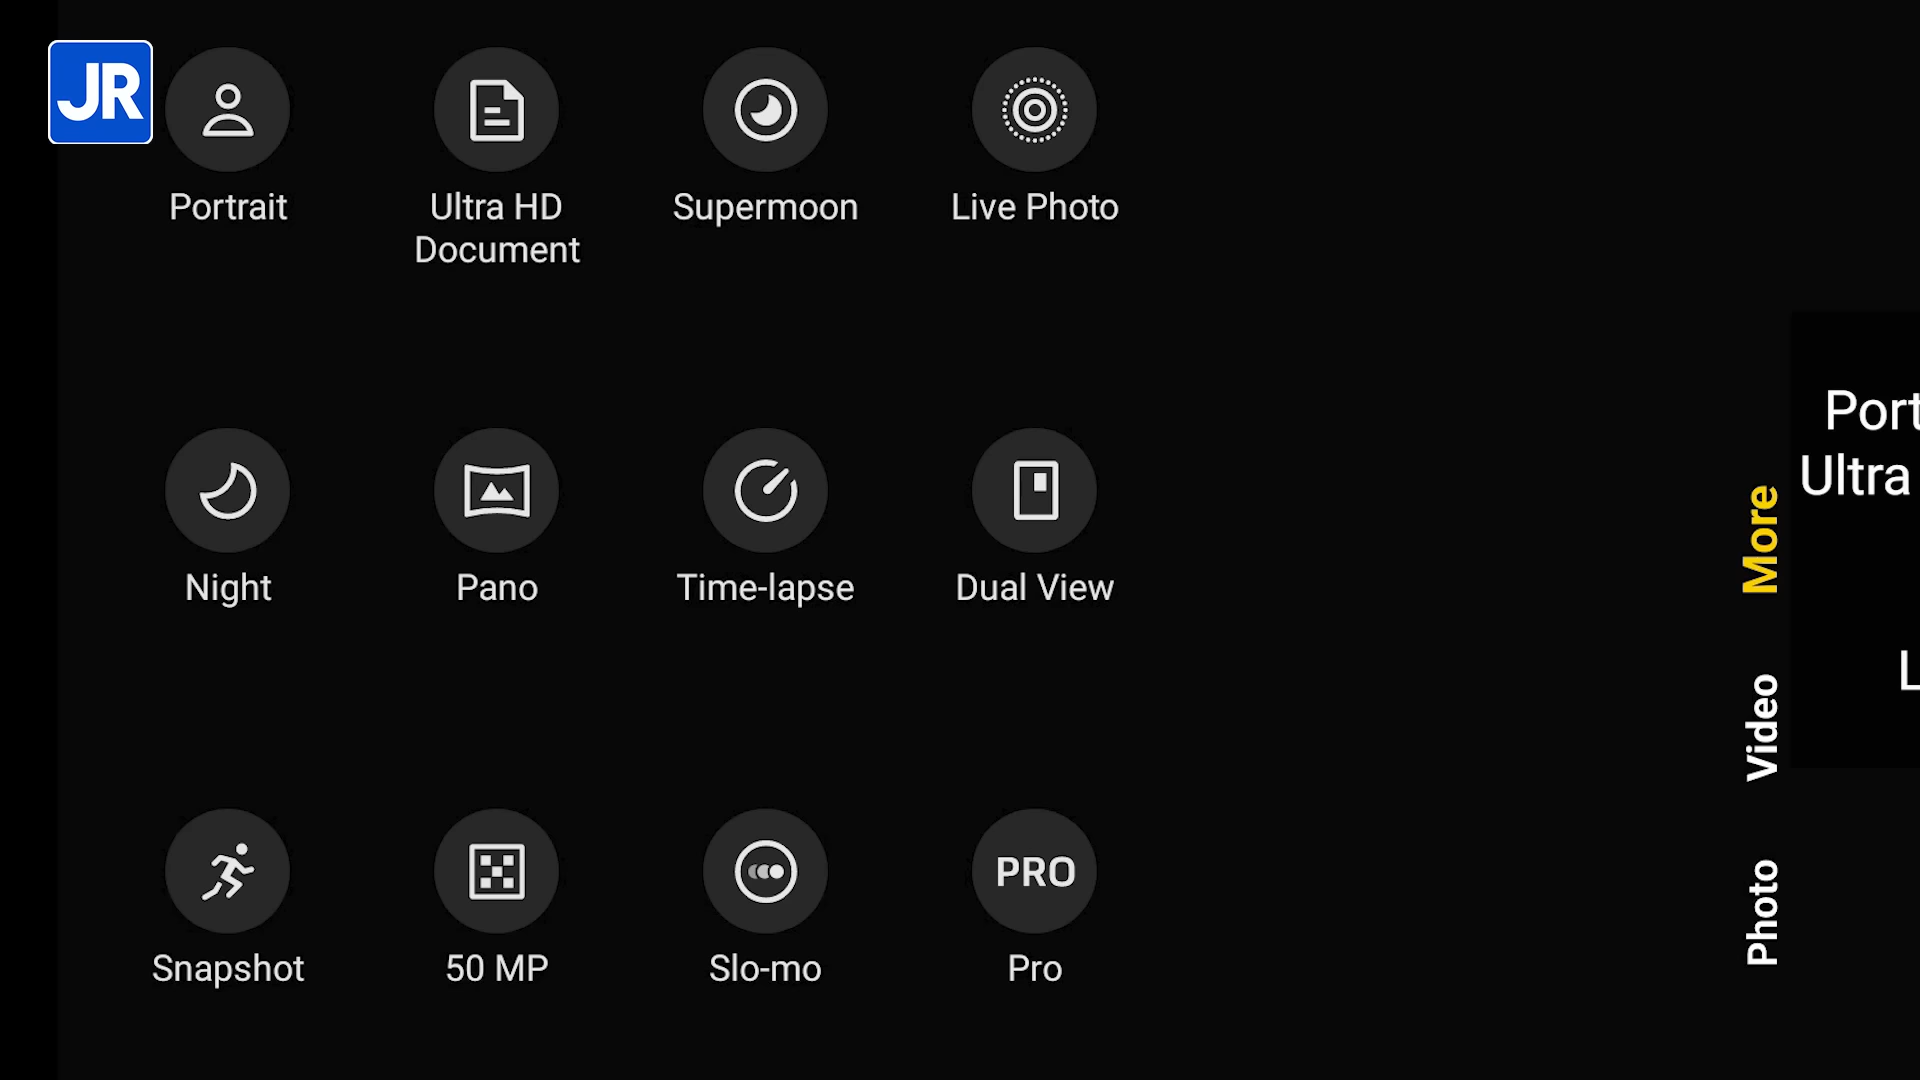 JR
Portrait
Ultra HD
Document
Supermoon
Live Photo
Night
Pano
Time-lapse
Dual View
Snapshot
50 MP
Slo-mo
PRO
Pro
More
Video
Photo
Port
Ultra
L